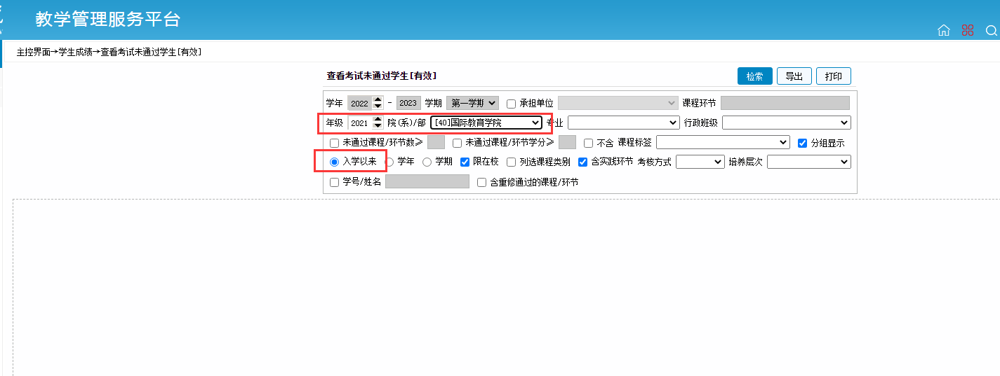 教学管理服务平台
主控界面→学生成绩→查看考试未通过学生[有效]
查看考试未通过学生[有效] 检索 导出 打印
学年 2022 - 2023 学期 第一学期 承担单位 课程环节
年级 2021 院(系)/部 [40]国际教育学院 专业 行政班级
未通过课程/环节数≥ 未通过课程/环节学分≥ 不含 课程标签 分组显示
入学以来 学年 学期 限在校 列选课程类别 含实践环节 考核方式 培养层次
学号/姓名 含重修通过的课程/环节